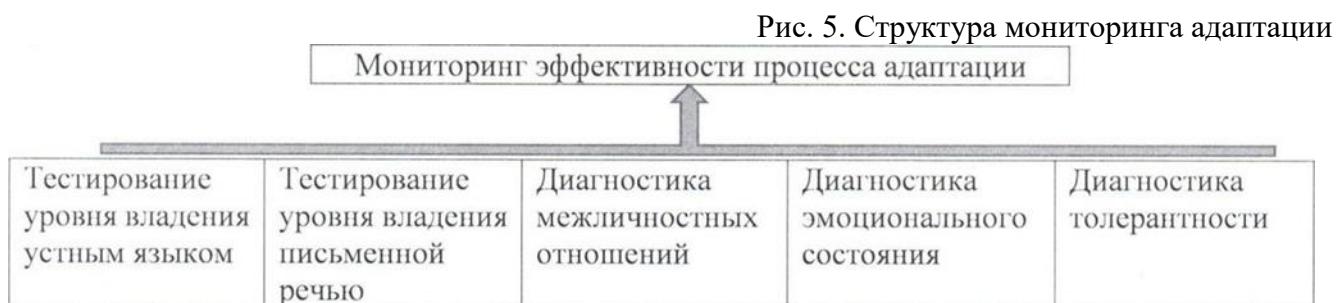 Рис. 5. Структура мониторинга адаптации
Мониторинг эффективности процесса адаптации
Тестирование
уровня владения
устным языком
Тестирование
уровня владения
письменной
речью
Диагностика
межличностных
отношений
Диагностика
эмоционального
состояния
Диагностика
толерантности